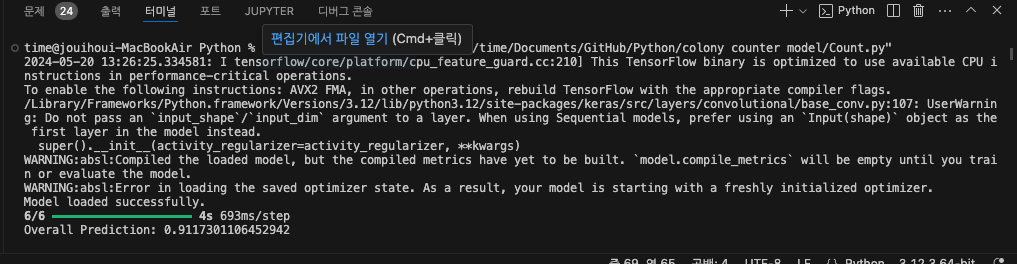 문제 24 출력 터미널 포트 JUPYTER 디버그 콘솔 Python
편집기에서 파일 열기 (Cmd+클릭)
time@jouihoui-MacBookAir Python % /time/Documents/GitHub/Python/colony counter model/Count.py"
2024-05-20 13:26:25.334581: I tensorflow/core/platform/cpu_feature_guard.cc:210] This TensorFlow binary is optimized to use available CPU i
nstructions in performance-critical operations.
To enable the following instructions: AVX2 FMA, in other operations, rebuild TensorFlow with the appropriate compiler flags.
/Library/Frameworks/Python.framework/Versions/3.12/lib/python3.12/site-packages/keras/src/layers/convolutional/base_conv.py:107: UserWarnin
g: Do not pass an `input_shape`/`input_dim` argument to a layer. When using Sequential models, prefer using an `Input(shape)` object as the
 first layer in the model instead.
  super().__init__(activity_regularizer=activity_regularizer, **kwargs)
WARNING:absl:Compiled the loaded model, but the compiled metrics have yet to be built. `model.compile_metrics` will be empty until you trai
n or evaluate the model.
WARNING:absl:Error in loading the saved optimizer state. As a result, your model is starting with a freshly initialized optimizer.
Model loaded successfully.
6/6 4s 693ms/step
Overall Prediction: 0.9117301106452942
줄 69, 열 65 공백: 4 UTF-8 LF {} Python 3.12.3 64-bit